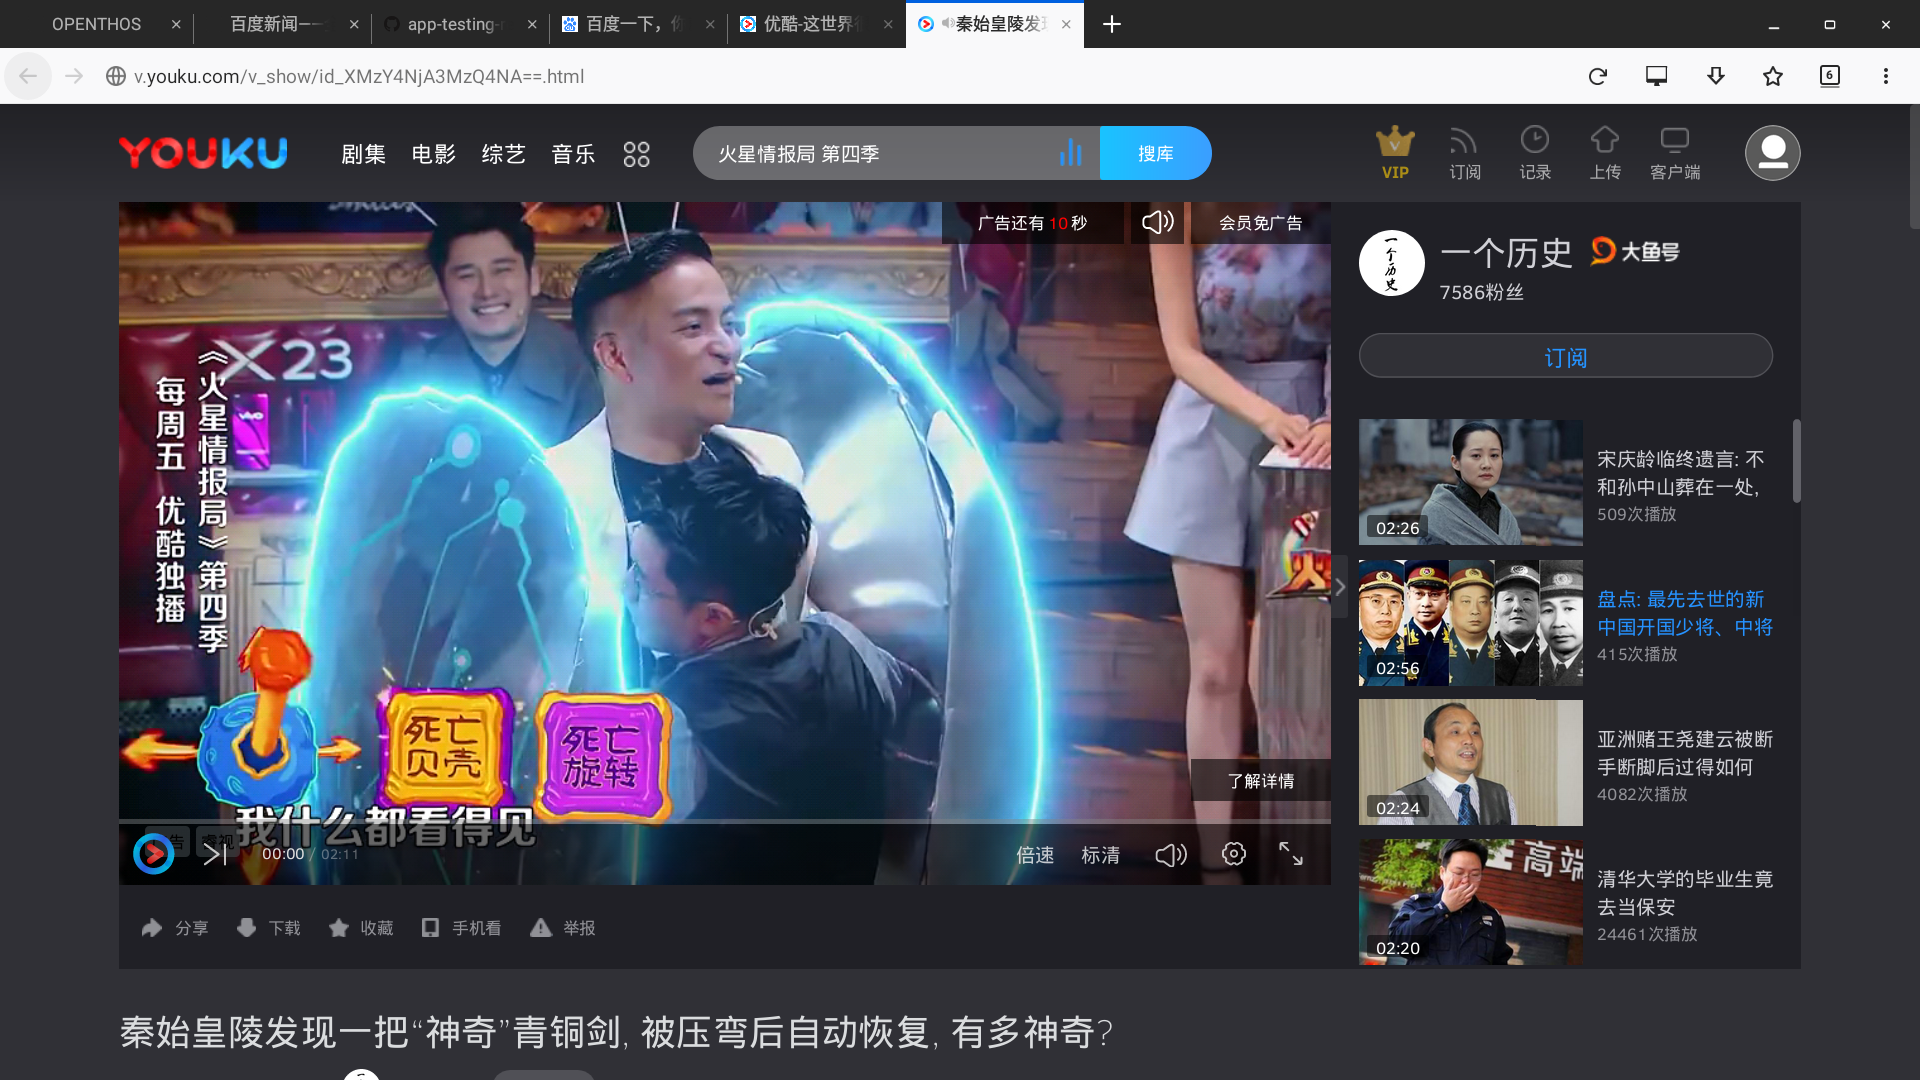 OPENTHOS
百度新闻——
app-testing-
百度一下，你
优酷-这世界
秦始皇陵发现
v.youku.com/v_show/id_XMzY4NjA3MzQ4NA==.html
6
YOUKU
剧集 电影 综艺 音乐
火星情报局 第四季
搜库
VIP
订阅
记录
上传
客户端
广告还有 10 秒
会员免广告
X23
vivo
《火星情报局》第四季
每周五 优酷独播
死亡
贝壳
死亡
旋转
我什么都看得见
了解详情
00:00 / 02:11
倍速
标清
分享
下载
收藏
手机看
举报
一个历史
一个历史
大鱼号
7586粉丝
订阅
02:26
宋庆龄临终遗言: 不
和孙中山葬在一处,
509次播放
02:56
盘点: 最先去世的新
中国开国少将、中将
415次播放
02:24
亚洲赌王尧建云被断
手断脚后过得如何
4082次播放
高端
02:20
清华大学的毕业生竟
去当保安
24461次播放
秦始皇陵发现一把“神奇”青铜剑, 被压弯后自动恢复, 有多神奇?